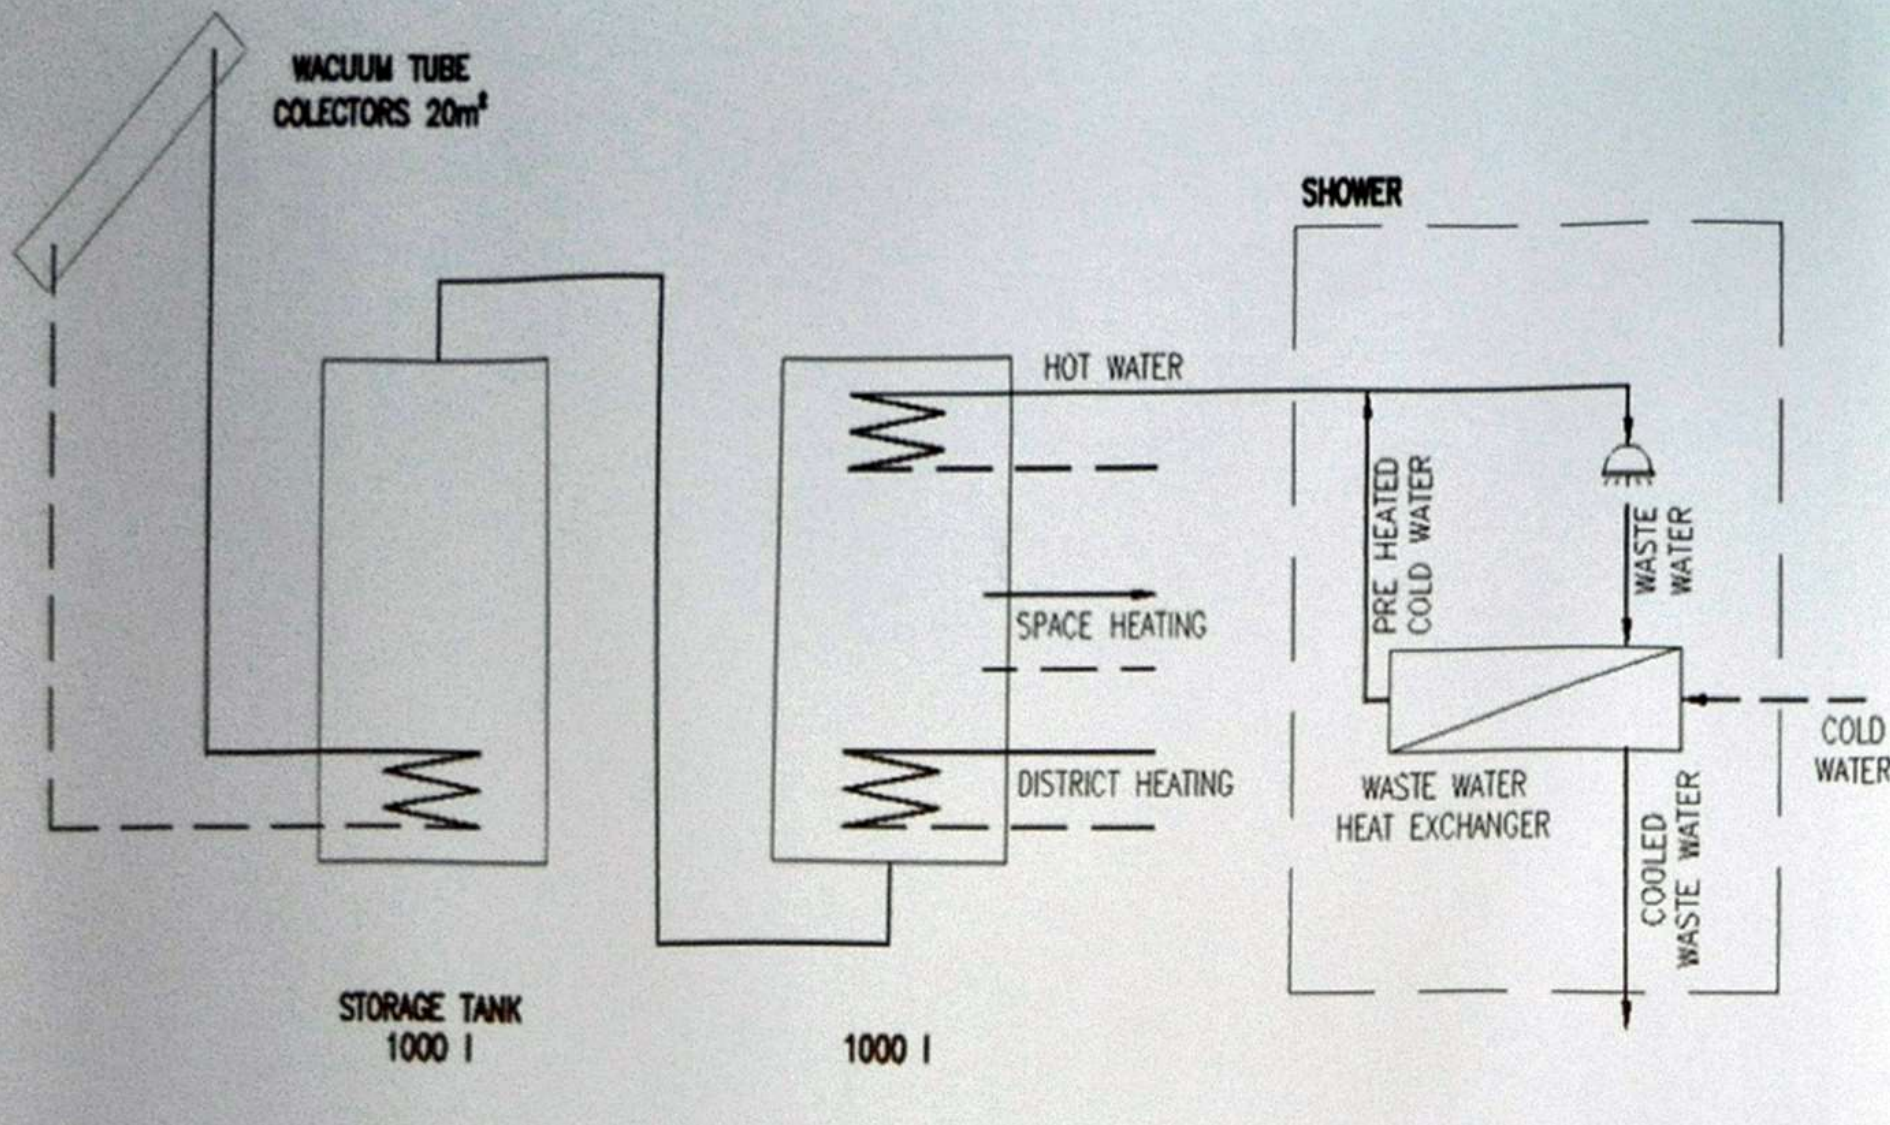 WACUUM TUBE
COLECTORS 20m²
SHOWER
HOT WATER
PRE HEATED
COLD WATER
WASTE
WATER
SPACE HEATING
COLD
WATER
DISTRICT HEATING
WASTE WATER
HEAT EXCHANGER
COOLED
WASTE WATER
STORAGE TANK
1000 l
1000 l